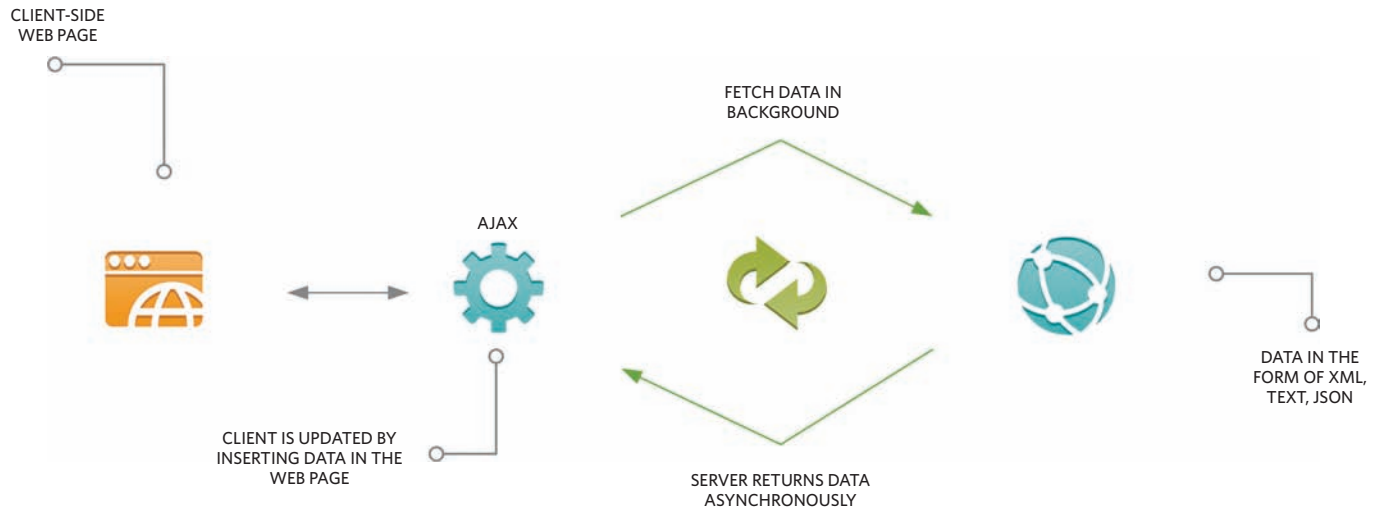 CLIENT-SIDE
WEB PAGE
FETCH DATA IN
BACKGROUND
AJAX
DATA IN THE
FORM OF XML,
TEXT, JSON
CLIENT IS UPDATED BY
INSERTING DATA IN THE
WEB PAGE
SERVER RETURNS DATA
ASYNCHRONOUSLY